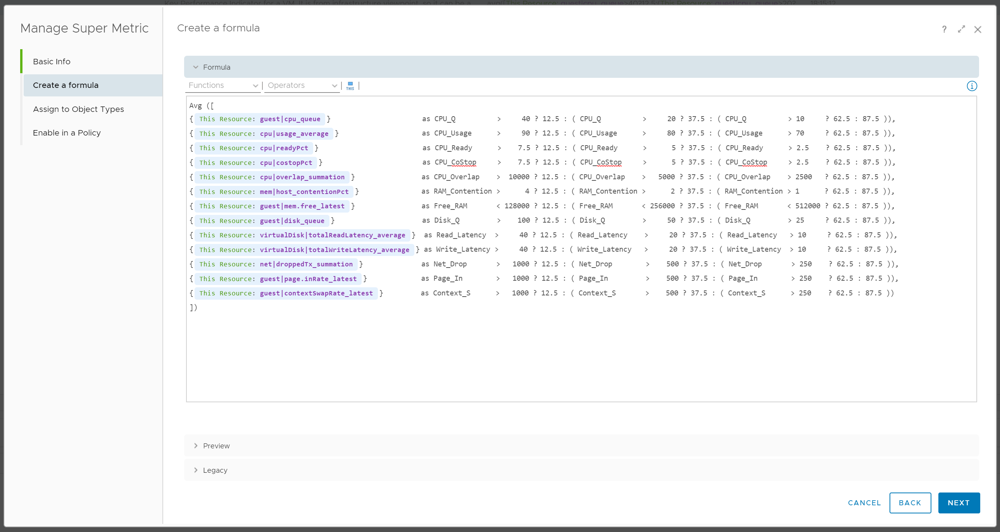 Key Performance Indicator for a VM. It is from infrastructure viewpoint, so it can be a avg([This Resource: guest|cpu_queue>40?12.5:(This Resource: guest|cpu_queue>20? 18:15:12
Manage Super Metric
Basic Info
Create a formula
Assign to Object Types
Enable in a Policy
Create a formula
?
Formula
Functions | Operators | THIS |
Avg ([
{ This Resource: guest|cpu_queue } as CPU_Q > 40 ? 12.5 : ( CPU_Q > 20 ? 37.5 : ( CPU_Q > 10 ? 62.5 : 87.5 )),
{ This Resource: cpu|usage_average } as CPU_Usage > 90 ? 12.5 : ( CPU_Usage > 80 ? 37.5 : ( CPU_Usage > 70 ? 62.5 : 87.5 )),
{ This Resource: cpu|readyPct } as CPU_Ready > 7.5 ? 12.5 : ( CPU_Ready > 5 ? 37.5 : ( CPU_Ready > 2.5 ? 62.5 : 87.5 )),
{ This Resource: cpu|costopPct } as CPU_CoStop > 7.5 ? 12.5 : ( CPU_CoStop > 5 ? 37.5 : ( CPU_CoStop > 2.5 ? 62.5 : 87.5 )),
{ This Resource: cpu|overlap_summation } as CPU_Overlap > 10000 ? 12.5 : ( CPU_Overlap > 5000 ? 37.5 : ( CPU_Overlap > 2500 ? 62.5 : 87.5 )),
{ This Resource: mem|host_contentionPct } as RAM_Contention > 4 ? 12.5 : ( RAM_Contention > 2 ? 37.5 : ( RAM_Contention > 1 ? 62.5 : 87.5 )),
{ This Resource: guest|mem.free_latest } as Free_RAM < 128000 ? 12.5 : ( Free_RAM < 256000 ? 37.5 : ( Free_RAM < 512000 ? 62.5 : 87.5 )),
{ This Resource: guest|disk_queue } as Disk_Q > 100 ? 12.5 : ( Disk_Q > 50 ? 37.5 : ( Disk_Q > 25 ? 62.5 : 87.5 )),
{ This Resource: virtualDisk|totalReadLatency_average } as Read_Latency > 40 ? 12.5 : ( Read_Latency > 20 ? 37.5 : ( Read_Latency > 10 ? 62.5 : 87.5 )),
{ This Resource: virtualDisk|totalWriteLatency_average } as Write_Latency > 40 ? 12.5 : ( Write_Latency > 20 ? 37.5 : ( Write_Latency > 10 ? 62.5 : 87.5 )),
{ This Resource: net|droppedTx_summation } as Net_Drop > 1000 ? 12.5 : ( Net_Drop > 500 ? 37.5 : ( Net_Drop > 250 ? 62.5 : 87.5 )),
{ This Resource: guest|page.inRate_latest } as Page_In > 1000 ? 12.5 : ( Page_In > 500 ? 37.5 : ( Page_In > 250 ? 62.5 : 87.5 )),
{ This Resource: guest|contextSwapRate_latest } as Context_S > 1000 ? 12.5 : ( Context_S > 500 ? 37.5 : ( Context_S > 250 ? 62.5 : 87.5 ))
])
Preview
Legacy
CANCEL BACK NEXT